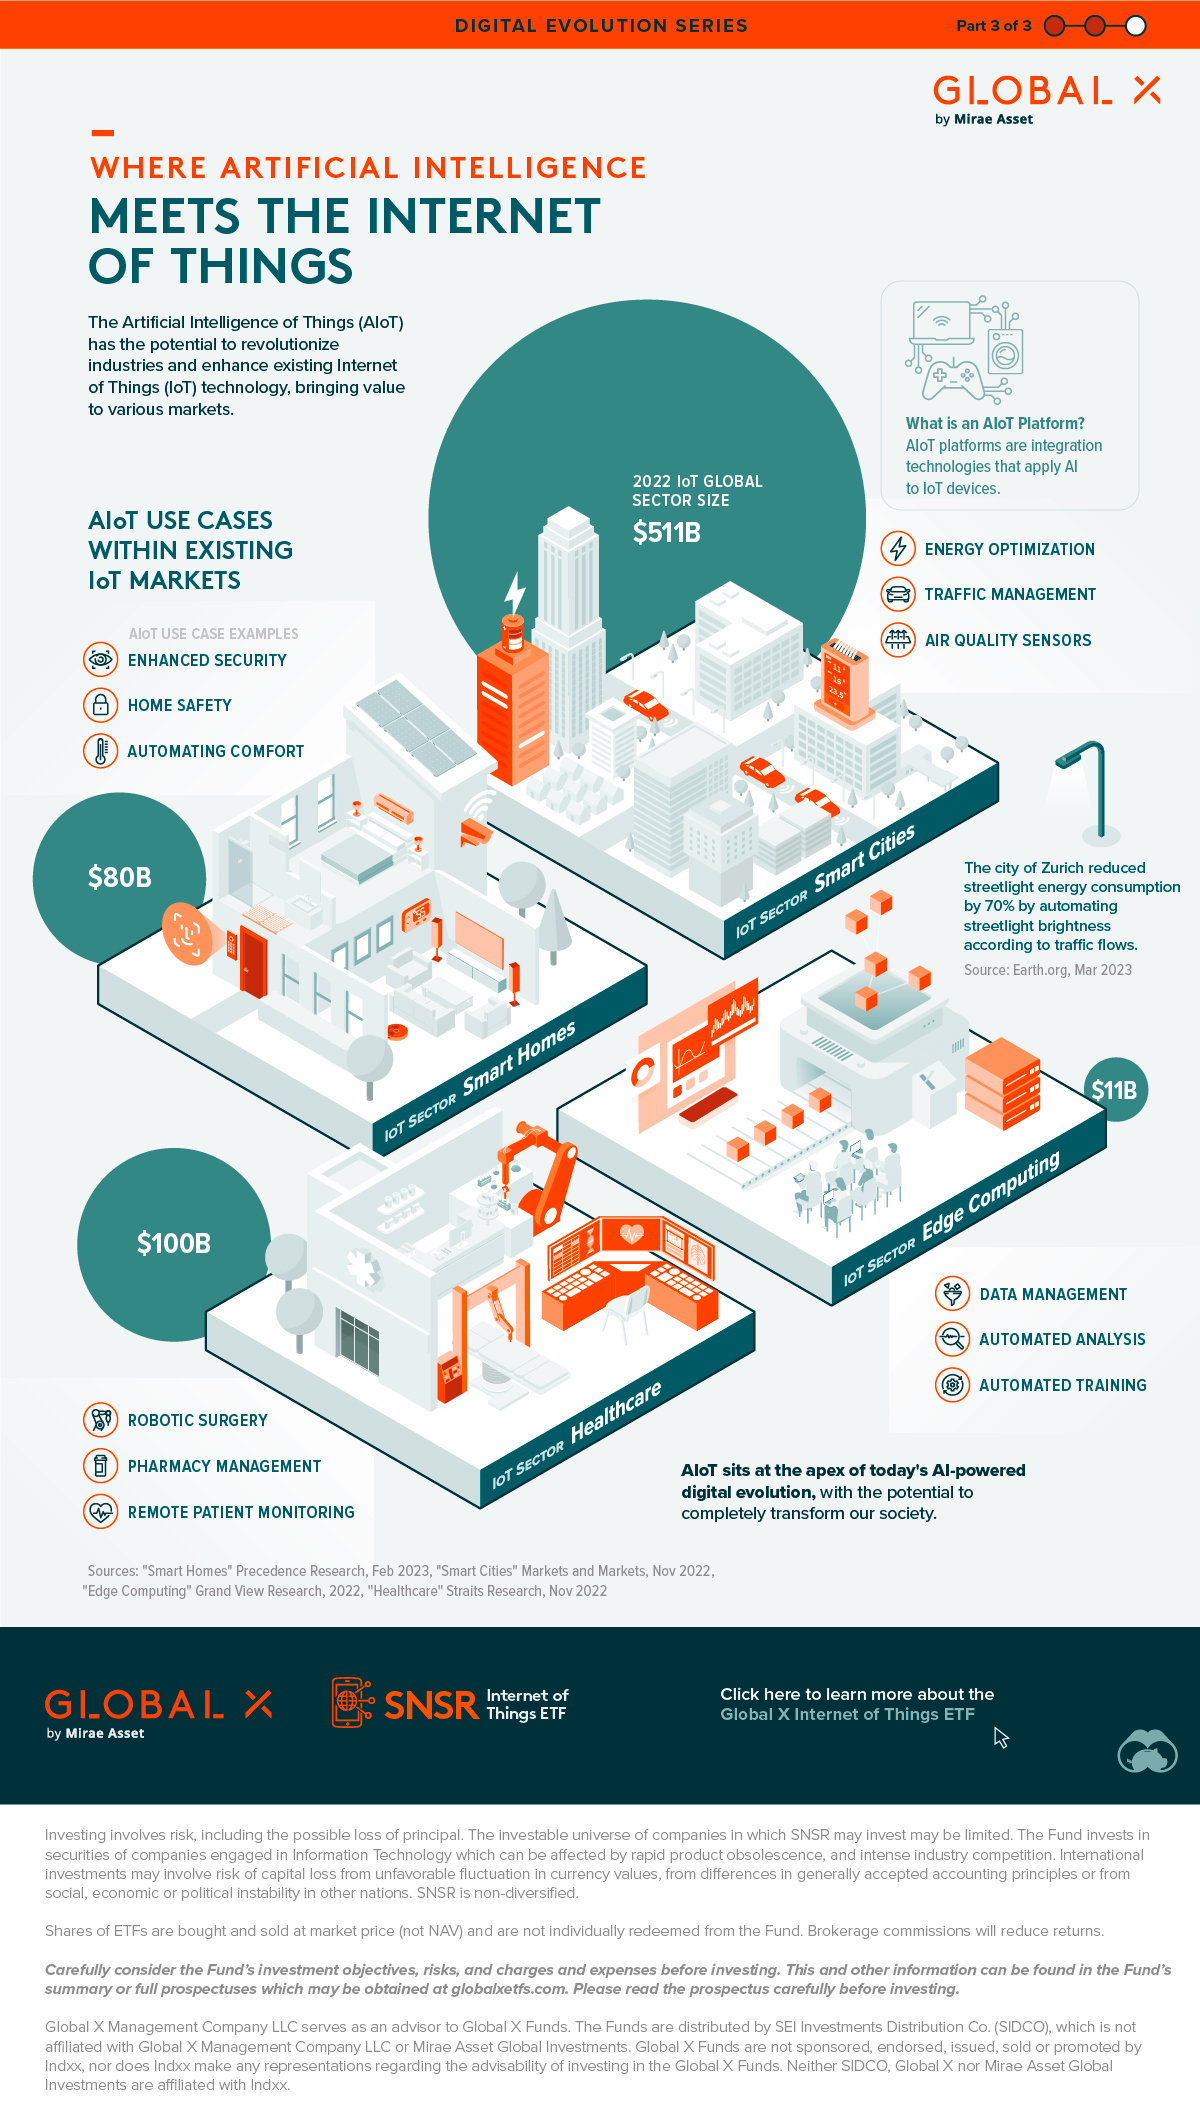 DIGITAL EVOLUTION SERIES
Part 3 of 3
GLOBAL X
by Mirae Asset
WHERE ARTIFICIAL INTELLIGENCE
MEETS THE INTERNET
OF THINGS
The Artificial Intelligence of Things (AIoT)
has the potential to revolutionize
industries and enhance existing Internet
of Things (IoT) technology, bringing value
to various markets.
What is an AIoT Platform?
AIoT platforms are integration
technologies that apply AI
to IoT devices.
2022 IoT GLOBAL
SECTOR SIZE
$511B
AIoT USE CASES
WITHIN EXISTING
IoT MARKETS
ENERGY OPTIMIZATION
TRAFFIC MANAGEMENT
AIR QUALITY SENSORS
AIoT USE CASE EXAMPLES
ENHANCED SECURITY
HOME SAFETY
AUTOMATING COMFORT
$80B
IoT SECTOR Smart Cities
The city of Zurich reduced
streetlight energy consumption
by 70% by automating
streetlight brightness
according to traffic flows.
Source: Earth.org, Mar 2023
IoT SECTOR Smart Homes
$11B
IoT SECTOR Edge Computing
$100B
DATA MANAGEMENT
AUTOMATED ANALYSIS
AUTOMATED TRAINING
IoT SECTOR Healthcare
ROBOTIC SURGERY
PHARMACY MANAGEMENT
REMOTE PATIENT MONITORING
AIoT sits at the apex of today's AI-powered
digital evolution, with the potential to
completely transform our society.
Sources: "Smart Homes" Precedence Research, Feb 2023, "Smart Cities" Markets and Markets, Nov 2022,
"Edge Computing" Grand View Research, 2022, "Healthcare" Straits Research, Nov 2022
GLOBAL X
by Mirae Asset
SNSR Internet of
Things ETF
Click here to learn more about the
Global X Internet of Things ETF
Investing involves risk, including the possible loss of principal. The investable universe of companies in which SNSR may invest may be limited. The Fund invests in
securities of companies engaged in Information Technology which can be affected by rapid product obsolescence, and intense industry competition. International
investments may involve risk of capital loss from unfavorable fluctuation in currency values, from differences in generally accepted accounting principles or from
social, economic or political instability in other nations. SNSR is non-diversified.
Shares of ETFs are bought and sold at market price (not NAV) and are not individually redeemed from the Fund. Brokerage commissions will reduce returns.
Carefully consider the Fund's investment objectives, risks, and charges and expenses before investing. This and other information can be found in the Fund's
summary or full prospectuses which may be obtained at globalxetfs.com. Please read the prospectus carefully before investing.
Global X Management Company LLC serves as an advisor to Global X Funds. The Funds are distributed by SEI Investments Distribution Co. (SIDCO), which is not
affiliated with Global X Management Company LLC or Mirae Asset Global Investments. Global X Funds are not sponsored, endorsed, issued, sold or promoted by
Indxx, nor does Indxx make any representations regarding the advisability of investing in the Global X Funds. Neither SIDCO, Global X nor Mirae Asset Global
Investments are affiliated with Indxx.